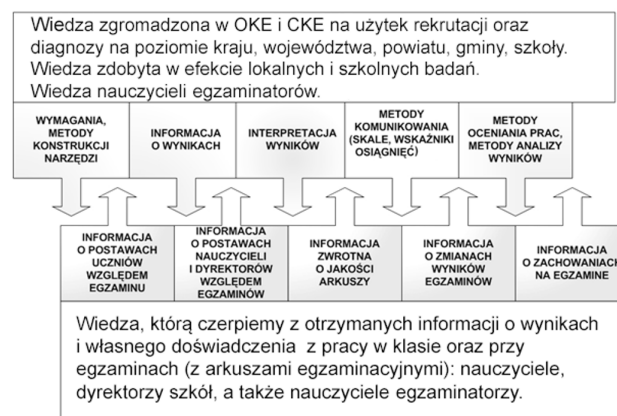 Wiedza zgromadzona w OKE i CKE na użytek rekrutacji oraz
diagnozy na poziomie kraju, województwa, powiatu, gminy, szkoły.
Wiedza zdobyta w efekcie lokalnych i szkolnych badań.
Wiedza nauczycieli egzaminatorów.
WYMAGANIA,
METODY
KONSTRUKCJI
NARZĘDZI
INFORMACJA
O WYNIKACH
INTERPRETACJA
WYNIKÓW
METODY
KOMUNIKOWANIA
(SKALE, WSKAŹNIKI
OSIĄGNIĘĆ)
METODY
OCENIANIA PRAC,
METODY ANALIZY
WYNIKÓW
INFORMACJA
O POSTAWACH
UCZNIÓW
WZGLĘDEM
EGZAMINU
INFORMACJA
O POSTAWACH
NAUCZYCIELI
I DYREKTORÓW
WZGLĘDEM
EGZAMINÓW
INFORMACJA
ZWROTNA
O JAKOŚCI
ARKUSZY
INFORMACJA
O ZMIANACH
WYNIKÓW
EGZAMINÓW
INFORMACJA
O ZACHOWANIACH
NA EGZAMINE
Wiedza, którą czerpiemy z otrzymanych informacji o wynikach
i własnego doświadczenia z pracy w klasie oraz przy
egzaminach (z arkuszami egzaminacyjnymi): nauczyciele,
dyrektorzy szkół, a także nauczyciele egzaminatorzy.